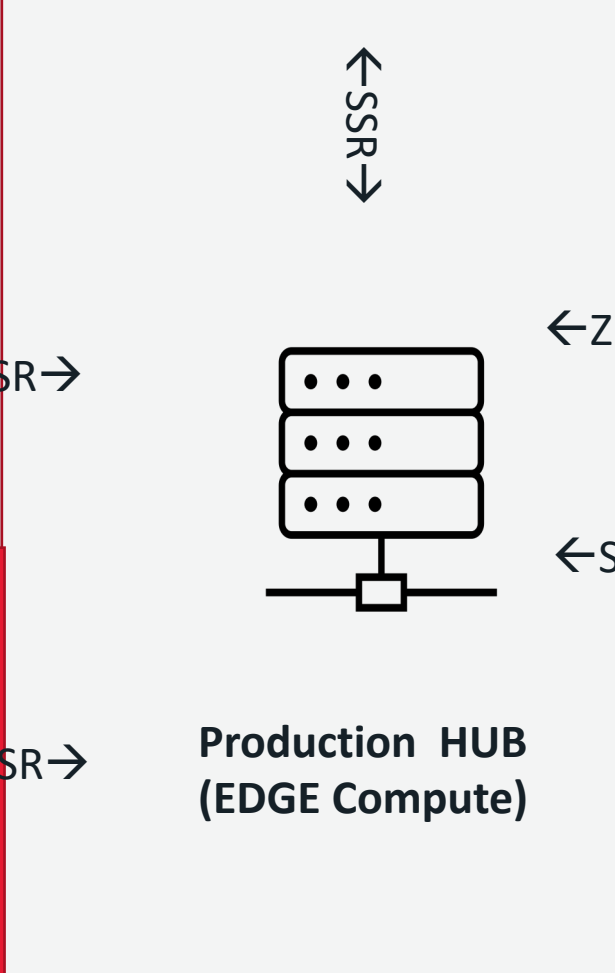 ←SSR→
←Z
SR→
←S
Production HUB
(EDGE Compute)
SR→